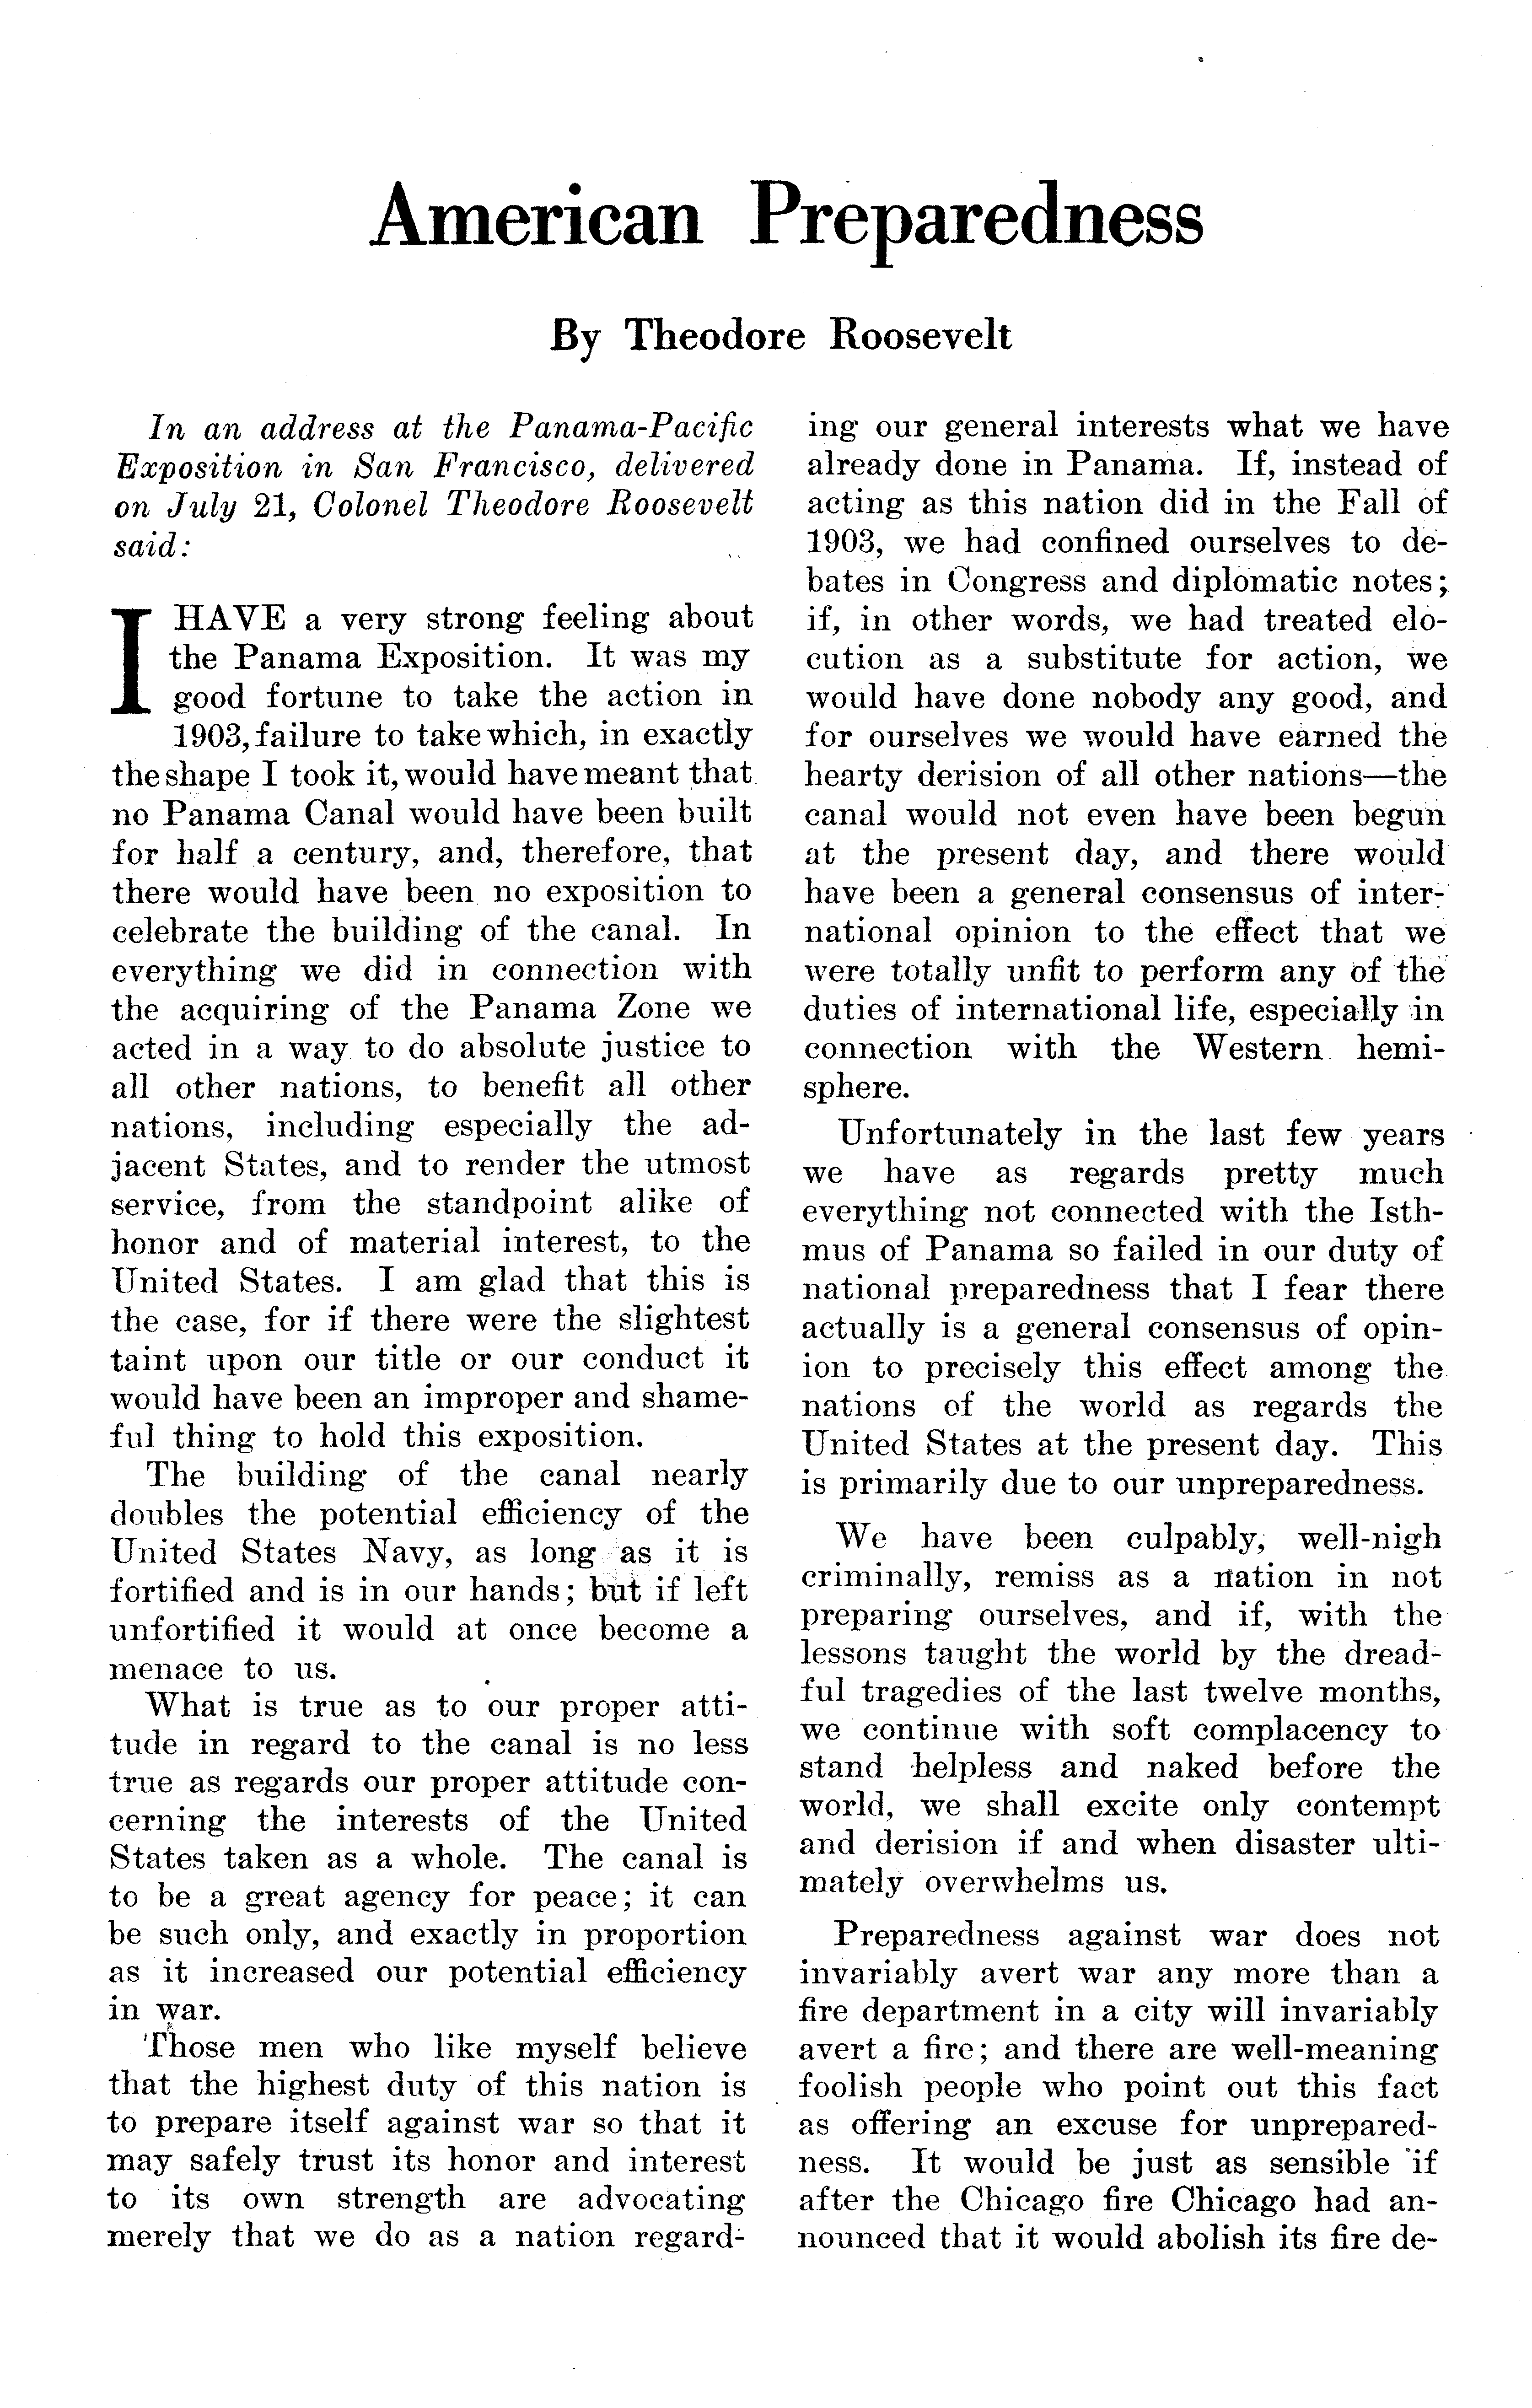 American Preparedness
By Theodore Roosevelt
In an address at the Panama-Pacific
Exposition in San Francisco, delivered
on July 21, Colonel Theodore Roosevelt
said:
I HAVE a very strong feeling about
the Panama Exposition. It was my
good fortune to take the action in
1903, failure to take which, in exactly
the shape I took it, would have meant that
no Panama Canal would have been built
for half a century, and, therefore, that
there would have been no exposition to
celebrate the building of the canal. In
everything we did in connection with
the acquiring of the Panama Zone we
acted in a way to do absolute justice to
all other nations, to benefit all other
nations, including especially the ad-
jacent States, and to render the utmost
service, from the standpoint alike of
honor and of material interest, to the
United States. I am glad that this is
the case, for if there were the slightest
taint upon our title or our conduct it
would have been an improper and shame-
ful thing to hold this exposition.
The building of the canal nearly
doubles the potential efficiency of the
United States Navy, as long as it is
fortified and is in our hands; but if left
unfortified it would at once become a
menace to us.
What is true as to our proper atti-
tude in regard to the canal is no less
true as regards our proper attitude con-
cerning the interests of the United
States taken as a whole. The canal is
to be a great agency for peace; it can
be such only, and exactly in proportion
as it increased our potential efficiency
in war.
Those men who like myself believe
that the highest duty of this nation is
to prepare itself against war so that it
may safely trust its honor and interest
to its own strength are advocating
merely that we do as a nation regard-
ing our general interests what we have
already done in Panama. If, instead of
acting as this nation did in the Fall of
1903, we had confined ourselves to de-
bates in Congress and diplomatic notes;
if, in other words, we had treated elo-
cution as a substitute for action, we
would have done nobody any good, and
for ourselves we would have earned the
hearty derision of all other nations—the
canal would not even have been begun
at the present day, and there would
have been a general consensus of inter-
national opinion to the effect that we
were totally unfit to perform any of the
duties of international life, especially in
connection with the Western hemi-
sphere.
Unfortunately in the last few years
we have as regards pretty much
everything not connected with the Isth-
mus of Panama so failed in our duty of
national preparedness that I fear there
actually is a general consensus of opin-
ion to precisely this effect among the
nations of the world as regards the
United States at the present day. This
is primarily due to our unpreparedness.
We have been culpably, well-nigh
criminally, remiss as a nation in not
preparing ourselves, and if, with the
lessons taught the world by the dread-
ful tragedies of the last twelve months,
we continue with soft complacency to
stand helpless and naked before the
world, we shall excite only contempt
and derision if and when disaster ulti-
mately overwhelms us.
Preparedness against war does not
invariably avert war any more than a
fire department in a city will invariably
avert a fire; and there are well-meaning
foolish people who point out this fact
as offering an excuse for unprepared-
ness. It would be just as sensible if
after the Chicago fire Chicago had an-
nounced that it would abolish its fire de-